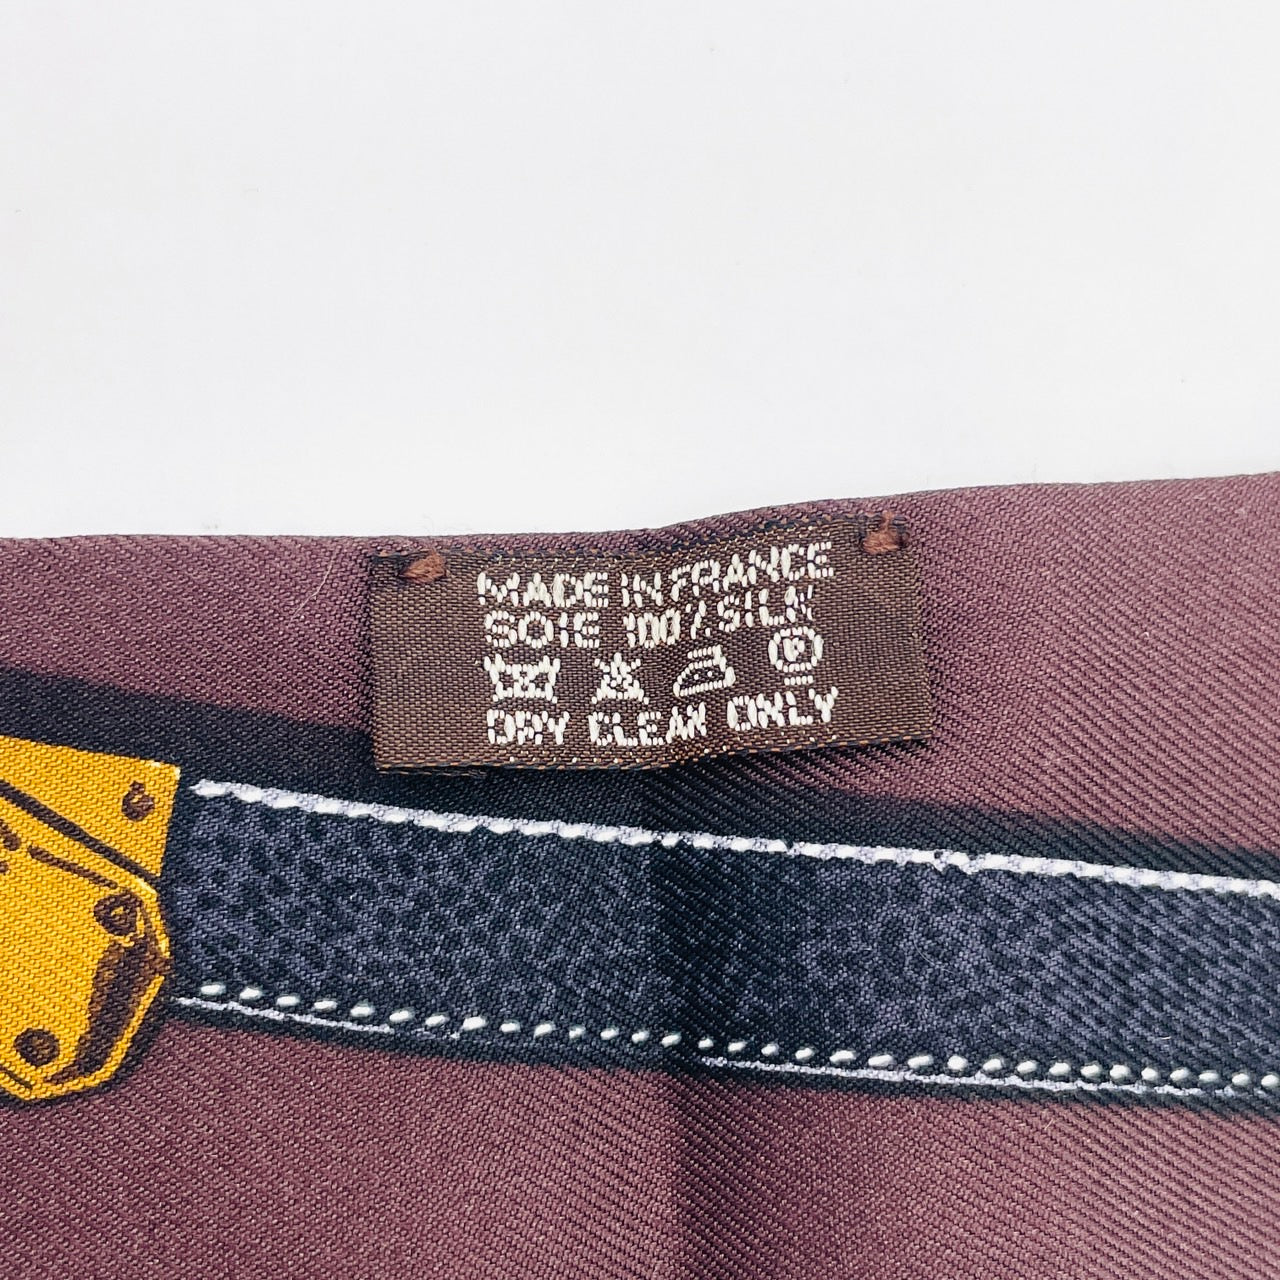 MADE IN FRANCE
SOIE 100% SILK
P
DRY CLEAN ONLY